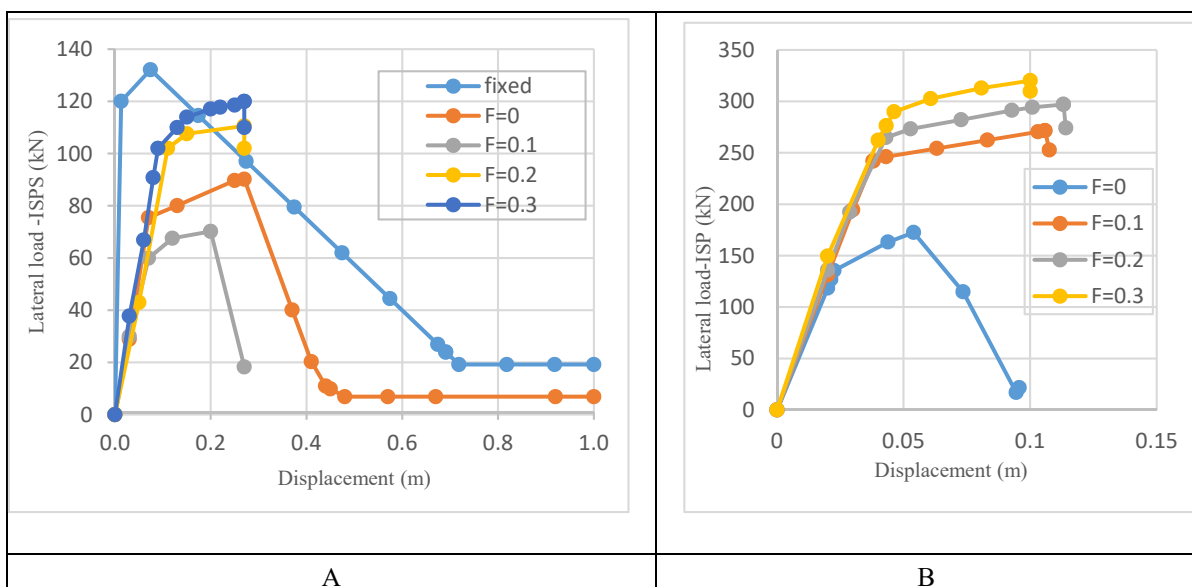 Lateral load -ISPS (kN)
140
120
100
80
60
40
20
0
0.0 0.2 0.4 0.6 0.8 1.0
Displacement (m)
fixed
F=0
F=0.1
F=0.2
F=0.3
Lateral load-ISP (kN)
350
300
250
200
150
100
50
0
0 0.05 0.1 0.15
Displacement (m)
F=0
F=0.1
F=0.2
F=0.3
A B